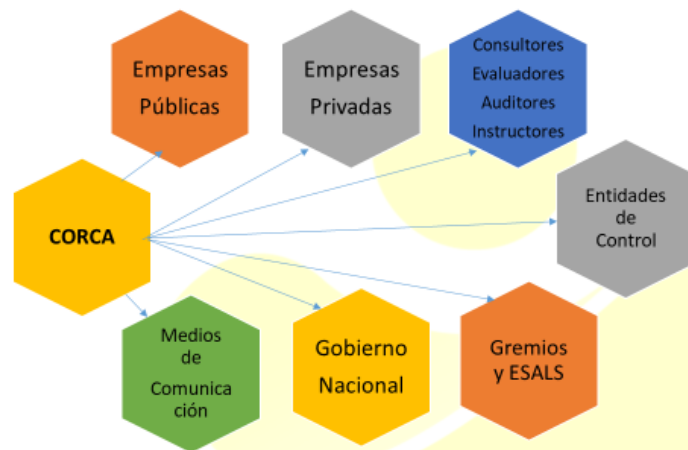 Empresas
Públicas
Empresas
Privadas
Consultores
Evaluadores
Auditores
Instructores
CORCA
Entidades
de
Control
Medios
de
Comunica
ción
Gobierno
Nacional
Gremios
y ESALS